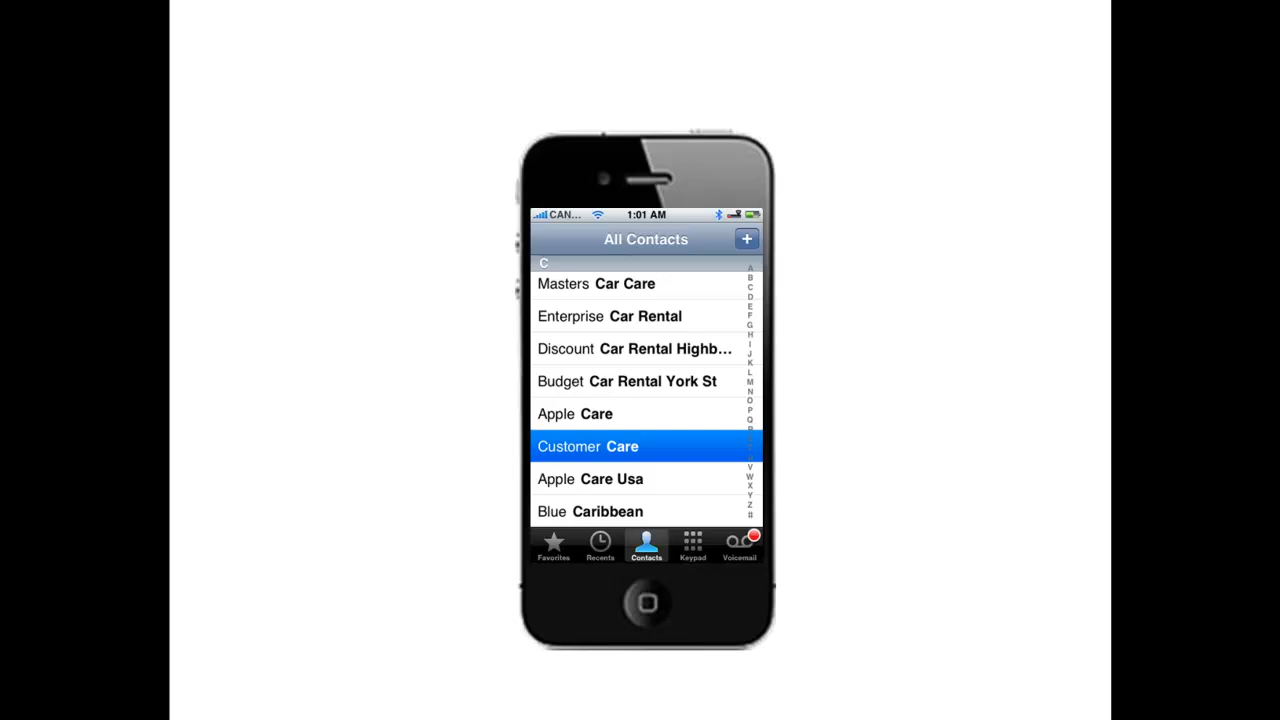 CAN... 1:01 AM
All Contacts +
C
Masters Car Care
Enterprise Car Rental
Discount Car Rental Highb...
Budget Car Rental York St
Apple Care
Customer Care
Apple Care Usa
Blue Caribbean
A
B
C
D
E
F
G
H
I
J
K
L
M
N
O
P
Q
R
V
W
X
Y
Z
#
Favorites Recents Contacts Keypad Voicemail